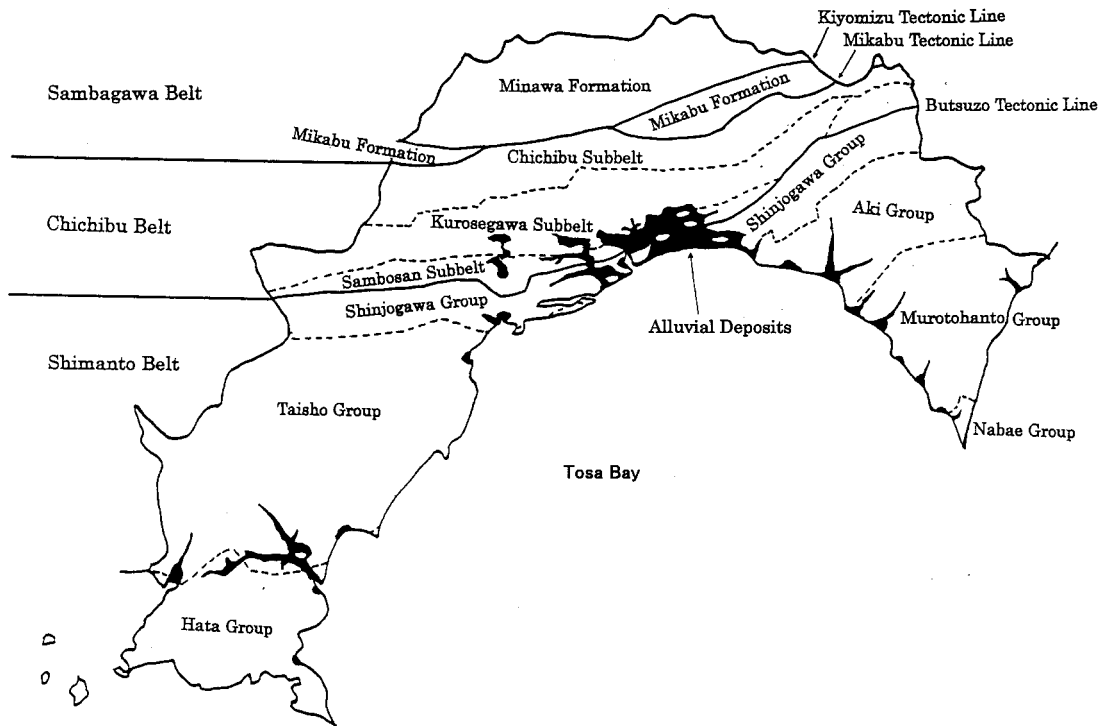 Kiyomizu Tectonic Line
Mikabu Tectonic Line
Sambagawa Belt
Minawa Formation
Mikabu Formation
Butsuzo Tectonic Line
Mikabu Formation
Chichibu Subbelt
Shinjogawa Group
Chichibu Belt
Kurosegawa Subbelt
Aki Group
Sambosan Subbelt
Shinjogawa Group
Alluvial Deposits
Murotohanto Group
Shimanto Belt
Taisho Group
Nabae Group
Tosa Bay
Hata Group